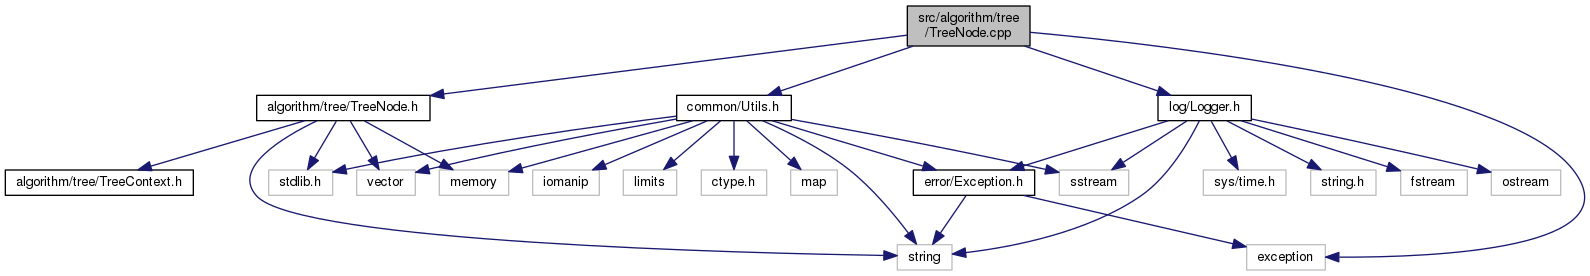 src/algorithm/tree
/TreeNode.cpp
algorithm/tree/TreeNode.h
common/Utils.h
log/Logger.h
algorithm/tree/TreeContext.h
stdlib.h
vector
memory
iomanip
limits
ctype.h
map
error/Exception.h
sstream
sys/time.h
string.h
fstream
ostream
string
exception